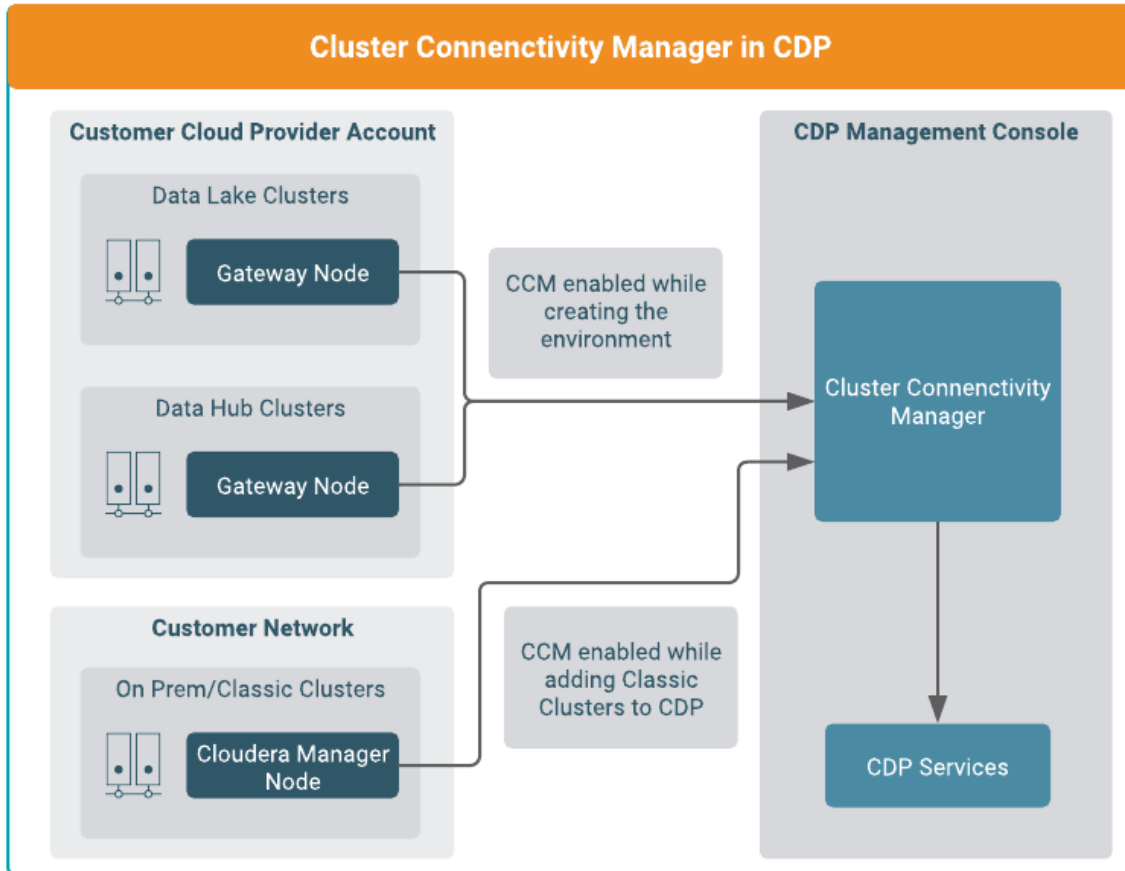 Cluster Connenctivity Manager in CDP
Customer Cloud Provider Account
Data Lake Clusters
Gateway Node
Data Hub Clusters
Gateway Node
Customer Network
On Prem/Classic Clusters
Cloudera Manager
Node
CCM enabled while
creating the
environment
CCM enabled while
adding Classic
Clusters to CDP
CDP Management Console
Cluster Connenctivity
Manager
CDP Services